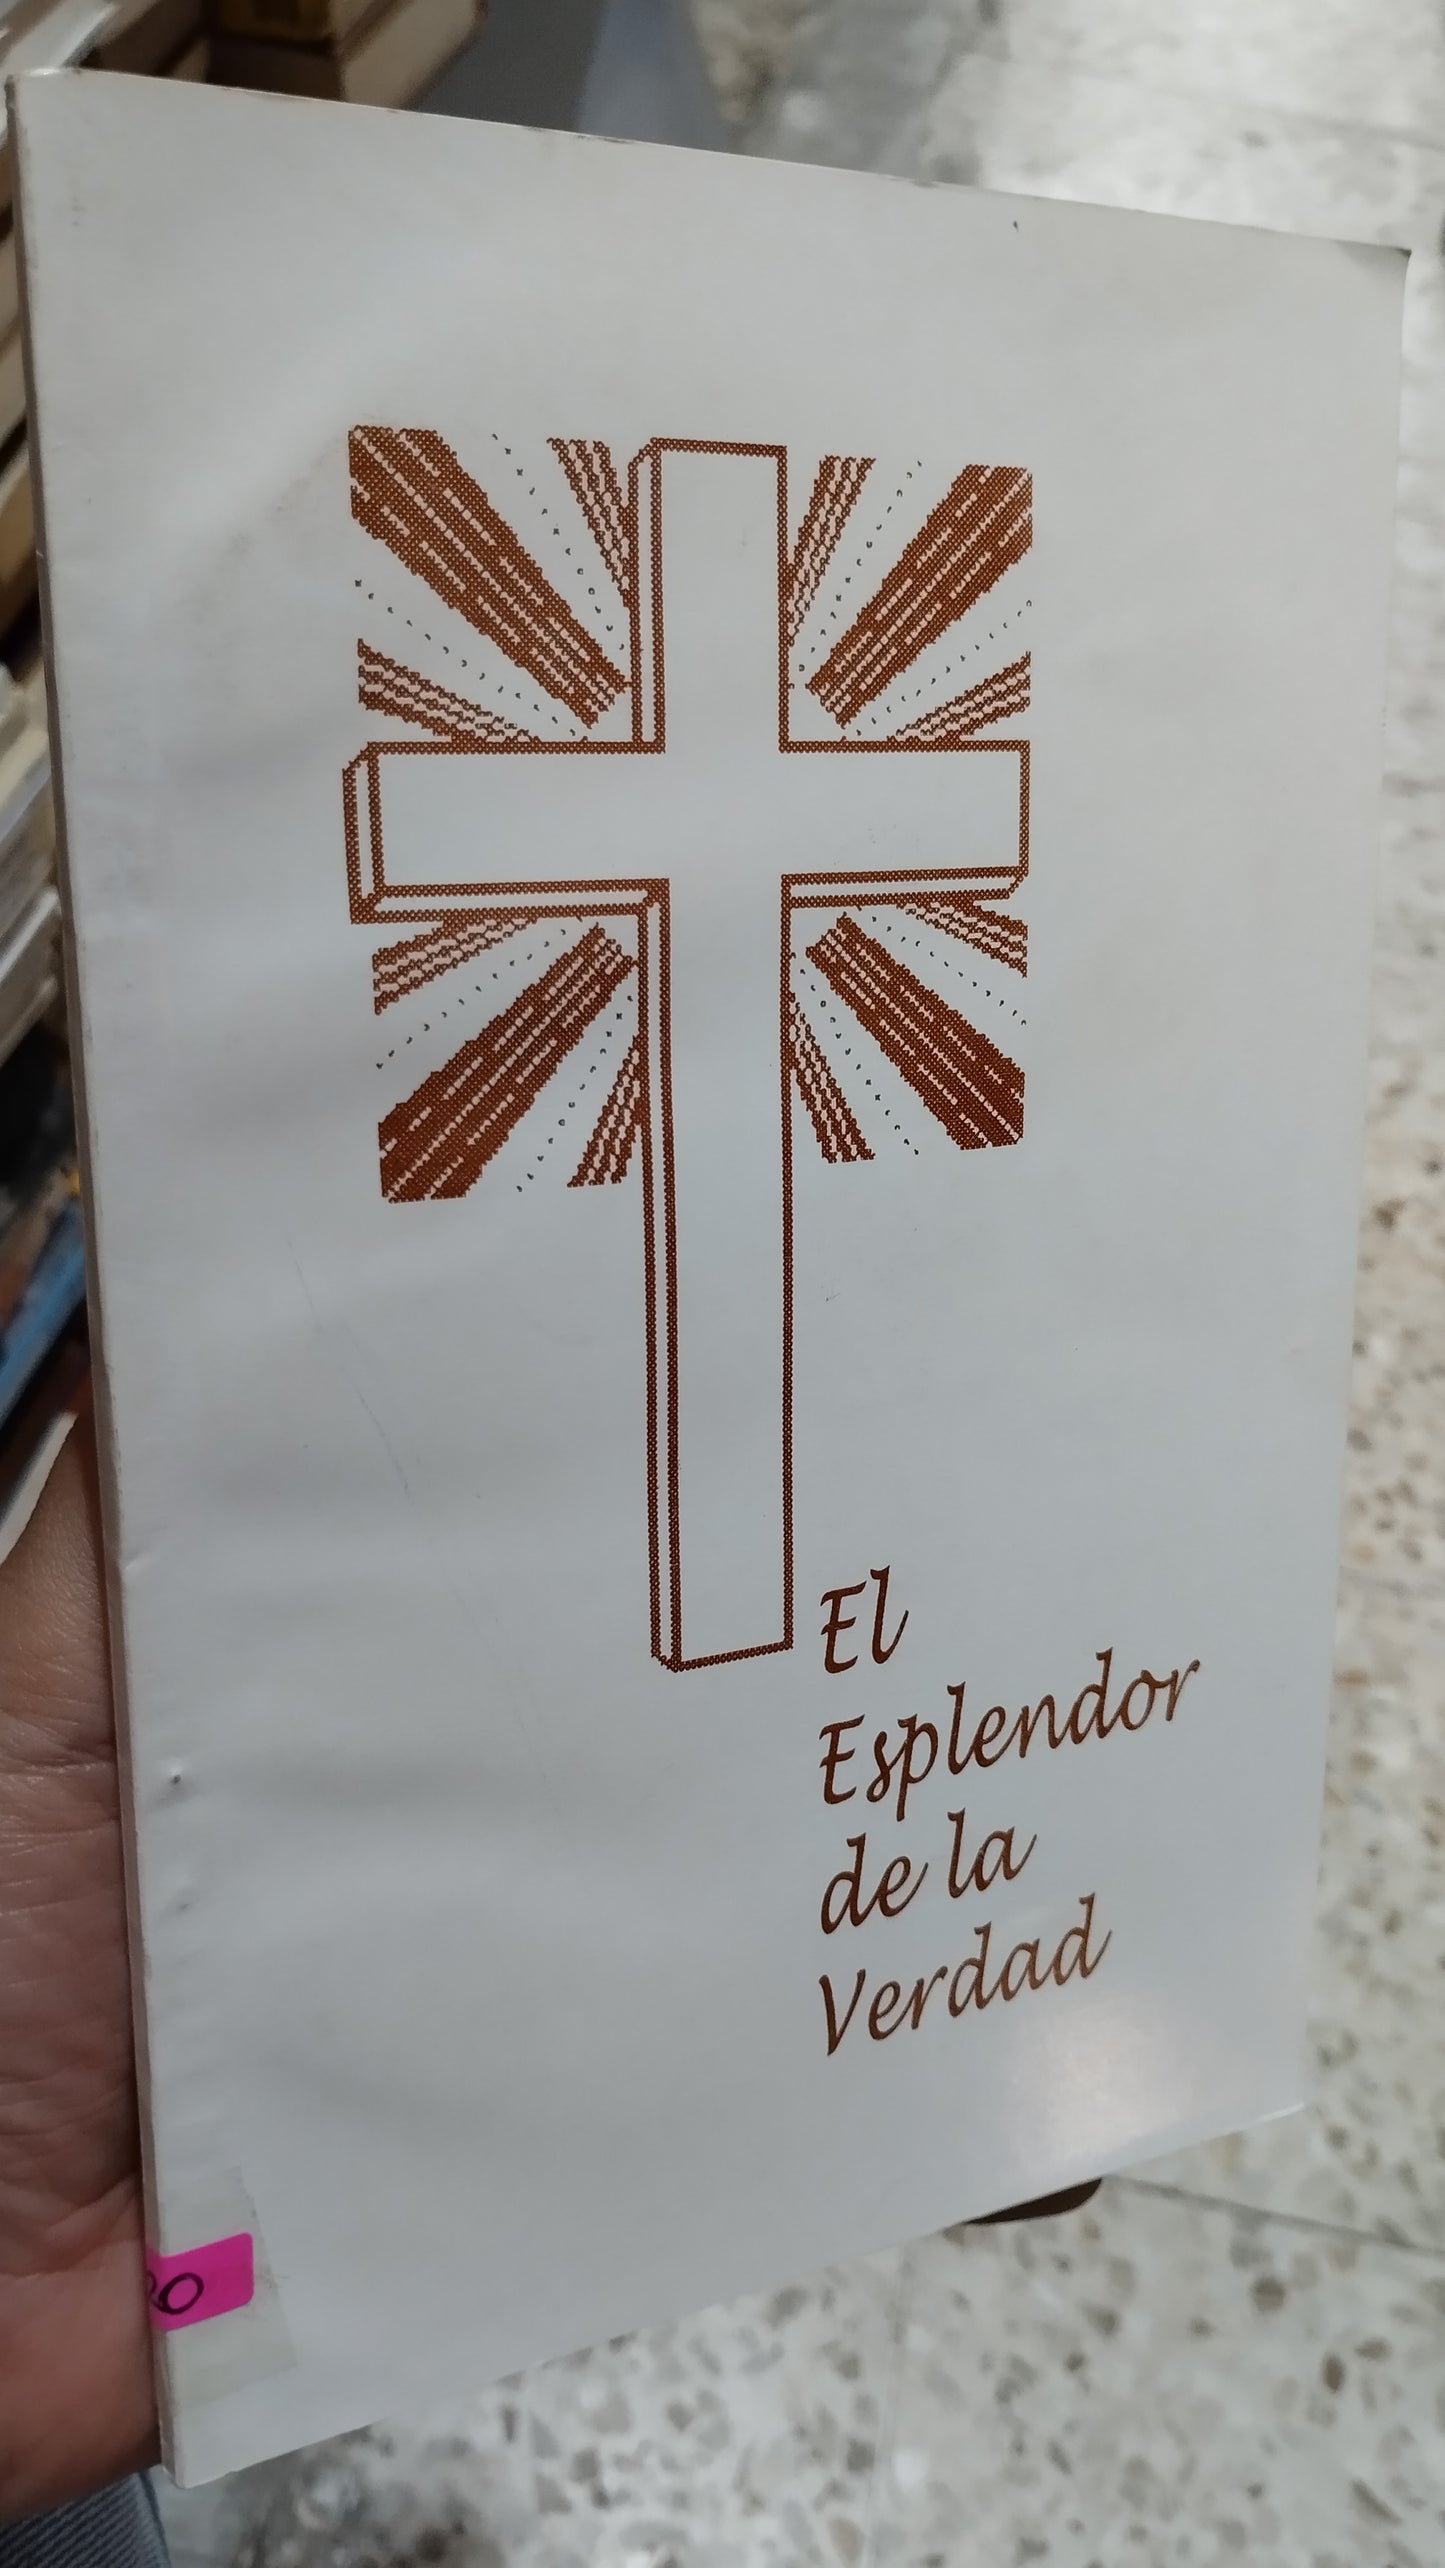 El
Esplendor
de la
Verdad